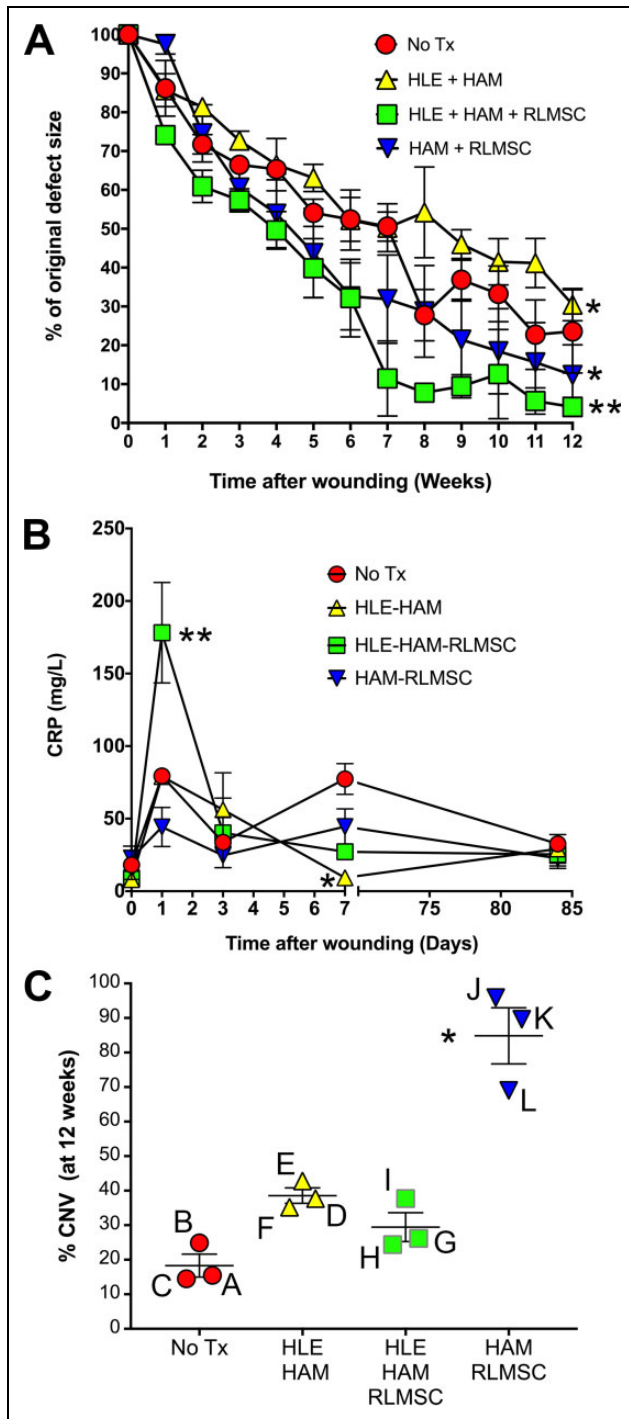 A
% of original defect size
100
90
80
70
60
50
40
30
20
10
0
0 1 2 3 4 5 6 7 8 9 10 11 12
Time after wounding (Weeks)
No Tx
HLE + HAM
HLE + HAM + RLMSC
HAM + RLMSC
*
*
**
B
CRP (mg/L)
250
200
150
100
50
0
0 1 2 3 4 5 6 7 75 80 85
Time after wounding (Days)
No Tx
HLE-HAM
HLE-HAM-RLMSC
HAM-RLMSC
**
*
C
% CNV (at 12 weeks)
100
90
80
70
60
50
40
30
20
10
0
B
C A
E
F D
I
H G
J
K
L
*
No Tx HLE HLE HAM
HAM HAM RLMSC
RLMSC